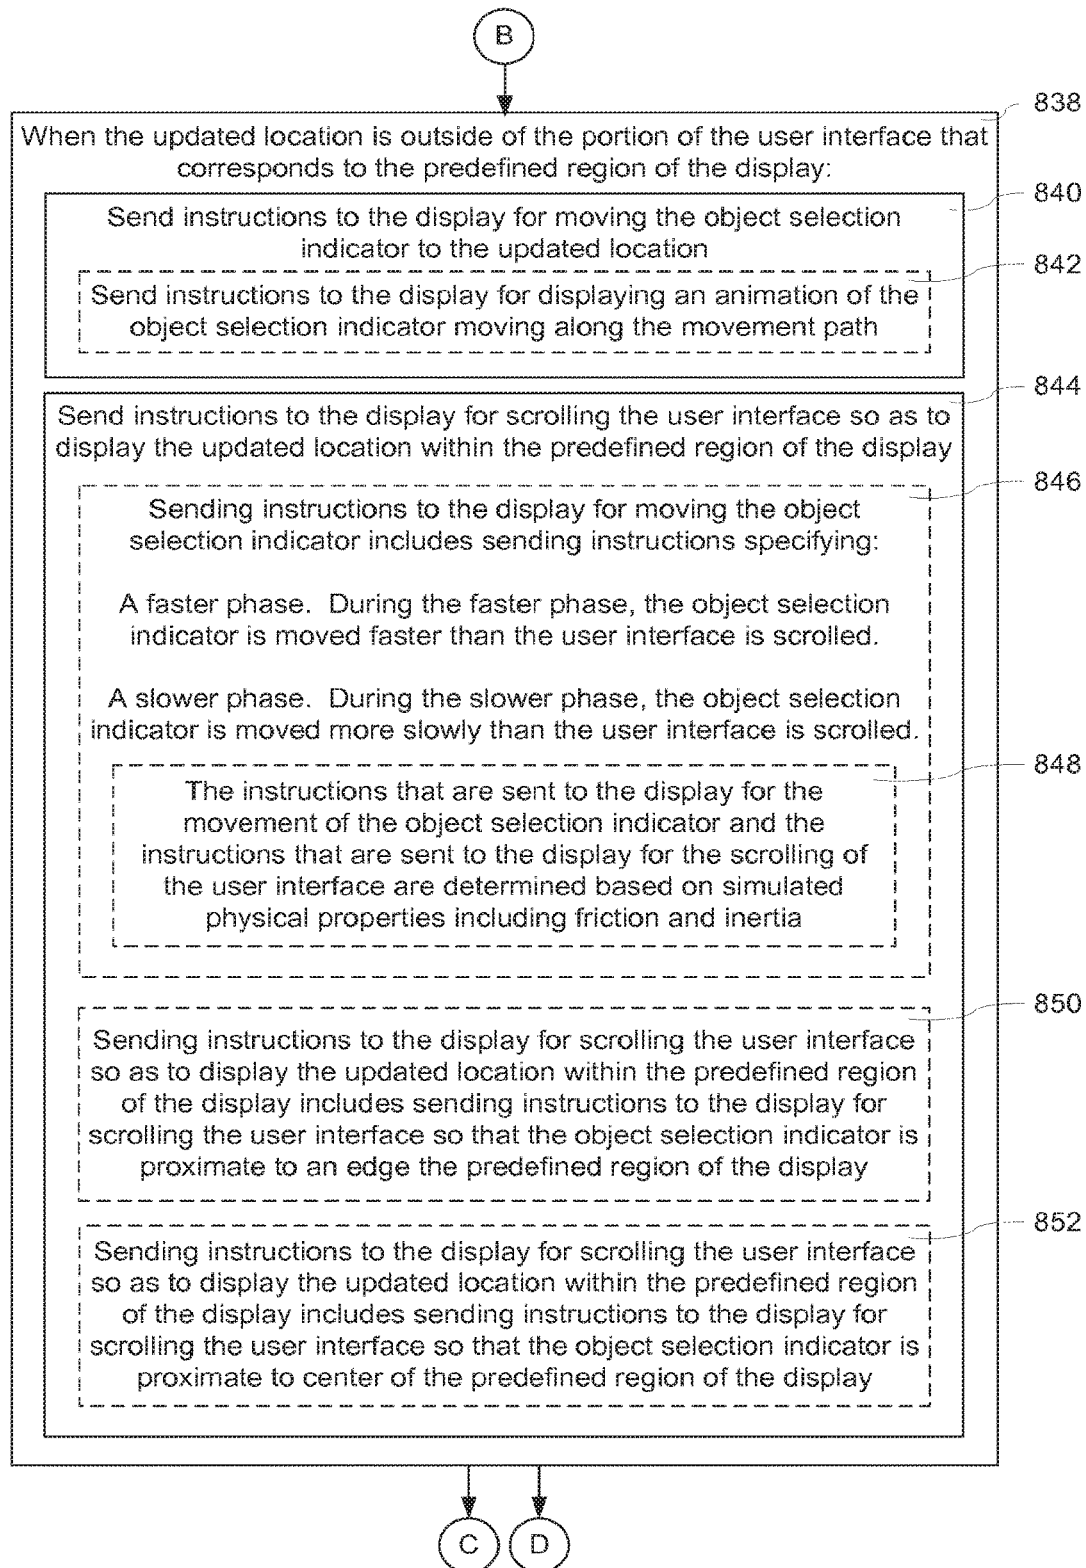 B
838
When the updated location is outside of the portion of the user interface that
corresponds to the predefined region of the display:
840
Send instructions to the display for moving the object selection
indicator to the updated location
842
Send instructions to the display for displaying an animation of the
object selection indicator moving along the movement path
844
Send instructions to the display for scrolling the user interface so as to
display the updated location within the predefined region of the display
846
Sending instructions to the display for moving the object
selection indicator includes sending instructions specifying:
A faster phase. During the faster phase, the object selection
indicator is moved faster than the user interface is scrolled.
A slower phase. During the slower phase, the object selection
indicator is moved more slowly than the user interface is scrolled.
848
The instructions that are sent to the display for the
movement of the object selection indicator and the
instructions that are sent to the display for the scrolling of
the user interface are determined based on simulated
physical properties including friction and inertia
850
Sending instructions to the display for scrolling the user interface
so as to display the updated location within the predefined region
of the display includes sending instructions to the display for
scrolling the user interface so that the object selection indicator is
proximate to an edge the predefined region of the display
852
Sending instructions to the display for scrolling the user interface
so as to display the updated location within the predefined region
of the display includes sending instructions to the display for
scrolling the user interface so that the object selection indicator is
proximate to center of the predefined region of the display
C D